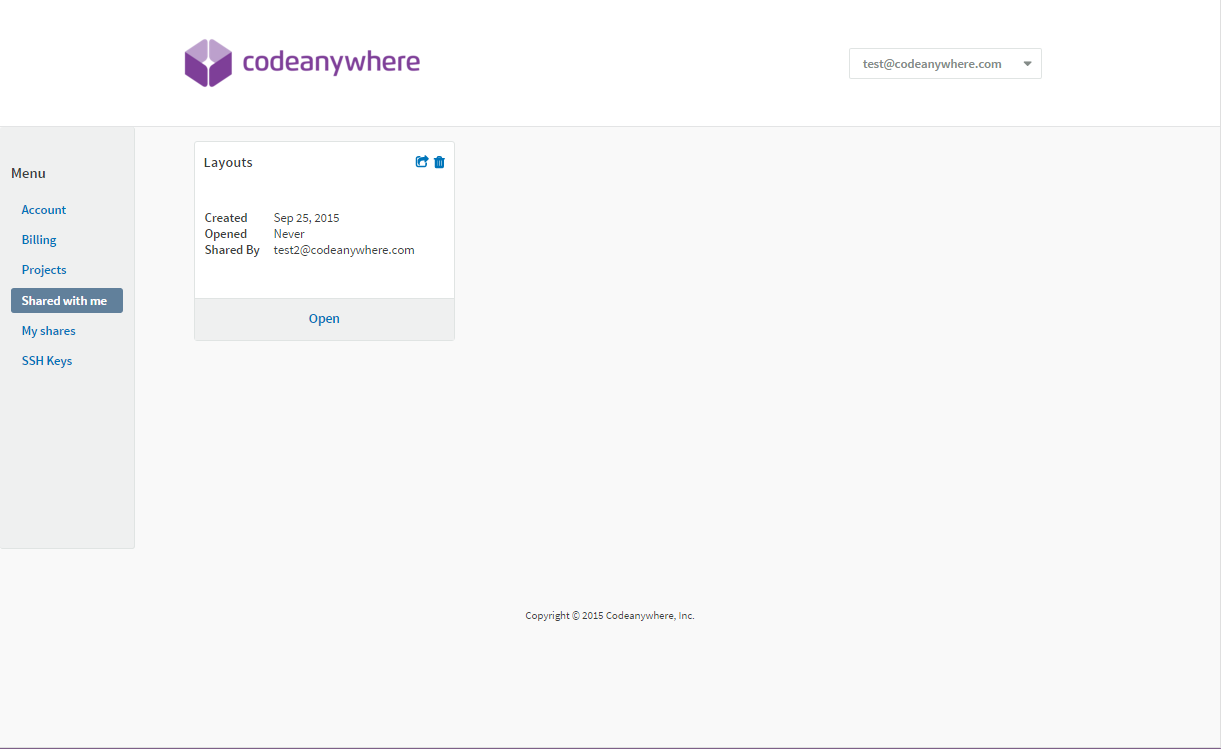 codeanywhere
test@codeanywhere.com
Menu
Account
Billing
Projects
Shared with me
My shares
SSH Keys
Layouts
Created Sep 25, 2015
Opened Never
Shared By test2@codeanywhere.com
Open
Copyright © 2015 Codeanywhere, Inc.